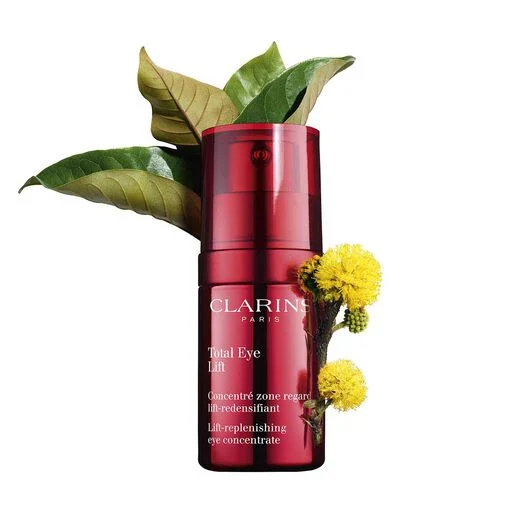 CLARINS
PARIS
Total Eye
Lift
Concentré zone regard
lift-redensifiant
Lift-replenishing
eye concentrate